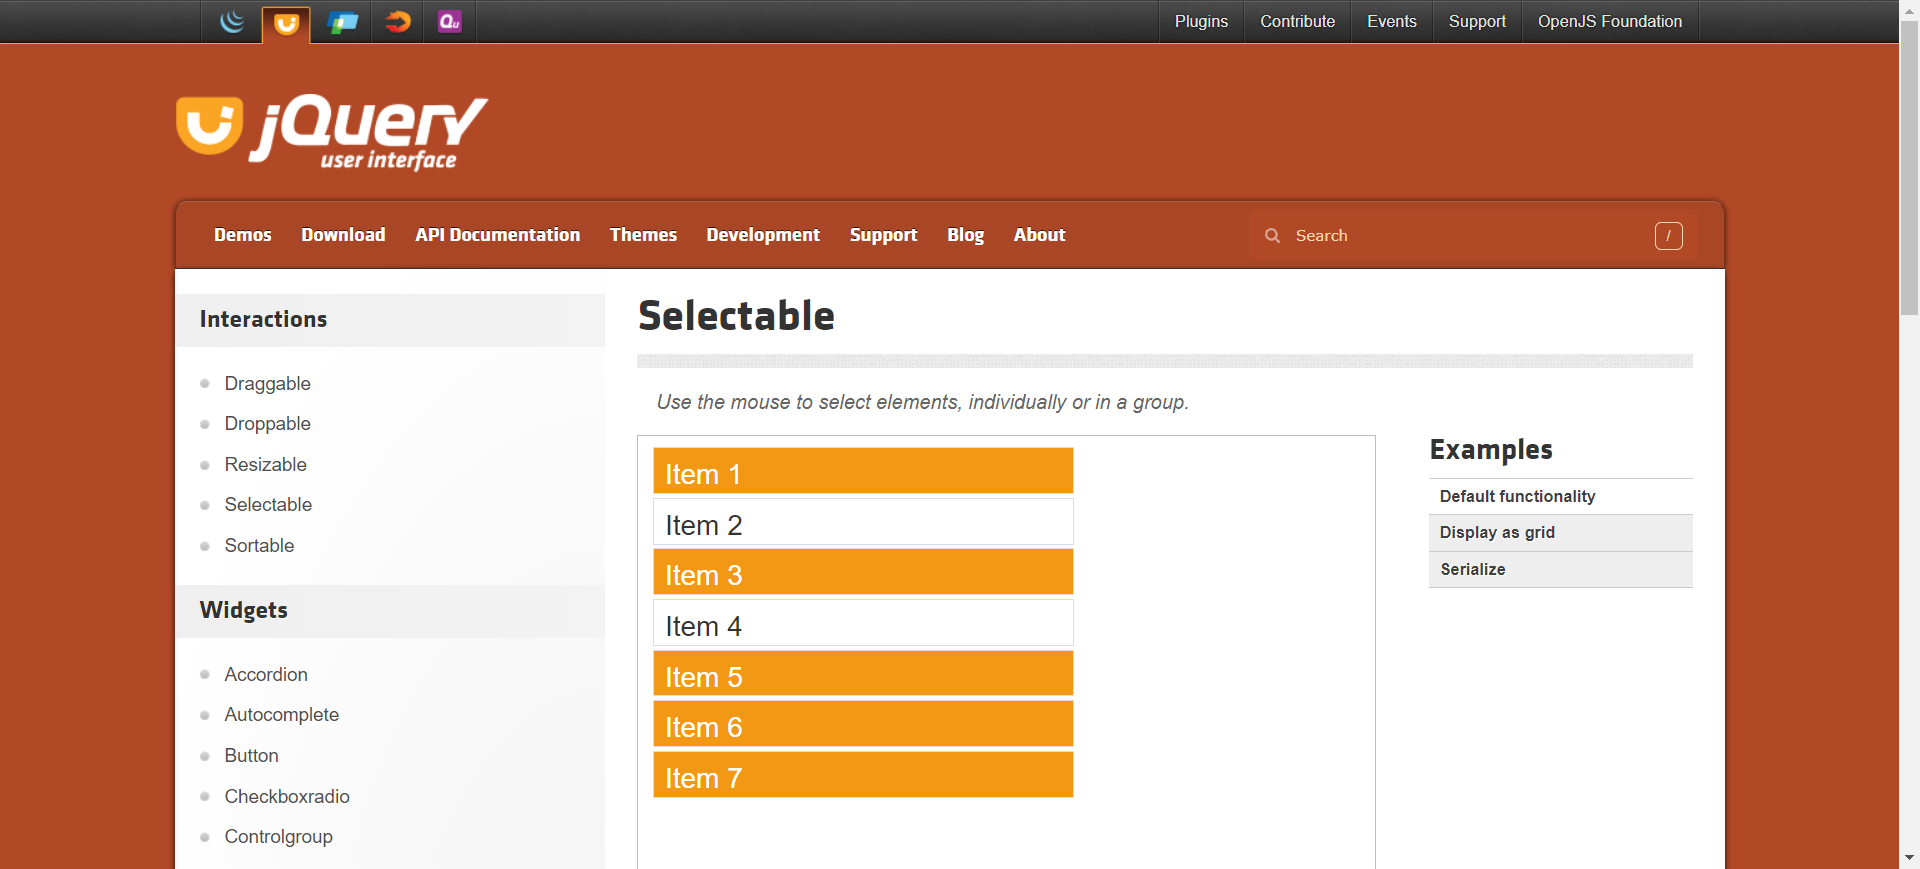 Qu
Plugins
Contribute
Events
Support
OpenJS Foundation
jQuery
user interface
Demos
Download
API Documentation
Themes
Development
Support
Blog
About
Search
/
Interactions
Draggable
Droppable
Resizable
Selectable
Sortable
Widgets
Accordion
Autocomplete
Button
Checkboxradio
Controlgroup
Selectable
Use the mouse to select elements, individually or in a group.
Item 1
Item 2
Item 3
Item 4
Item 5
Item 6
Item 7
Examples
Default functionality
Display as grid
Serialize